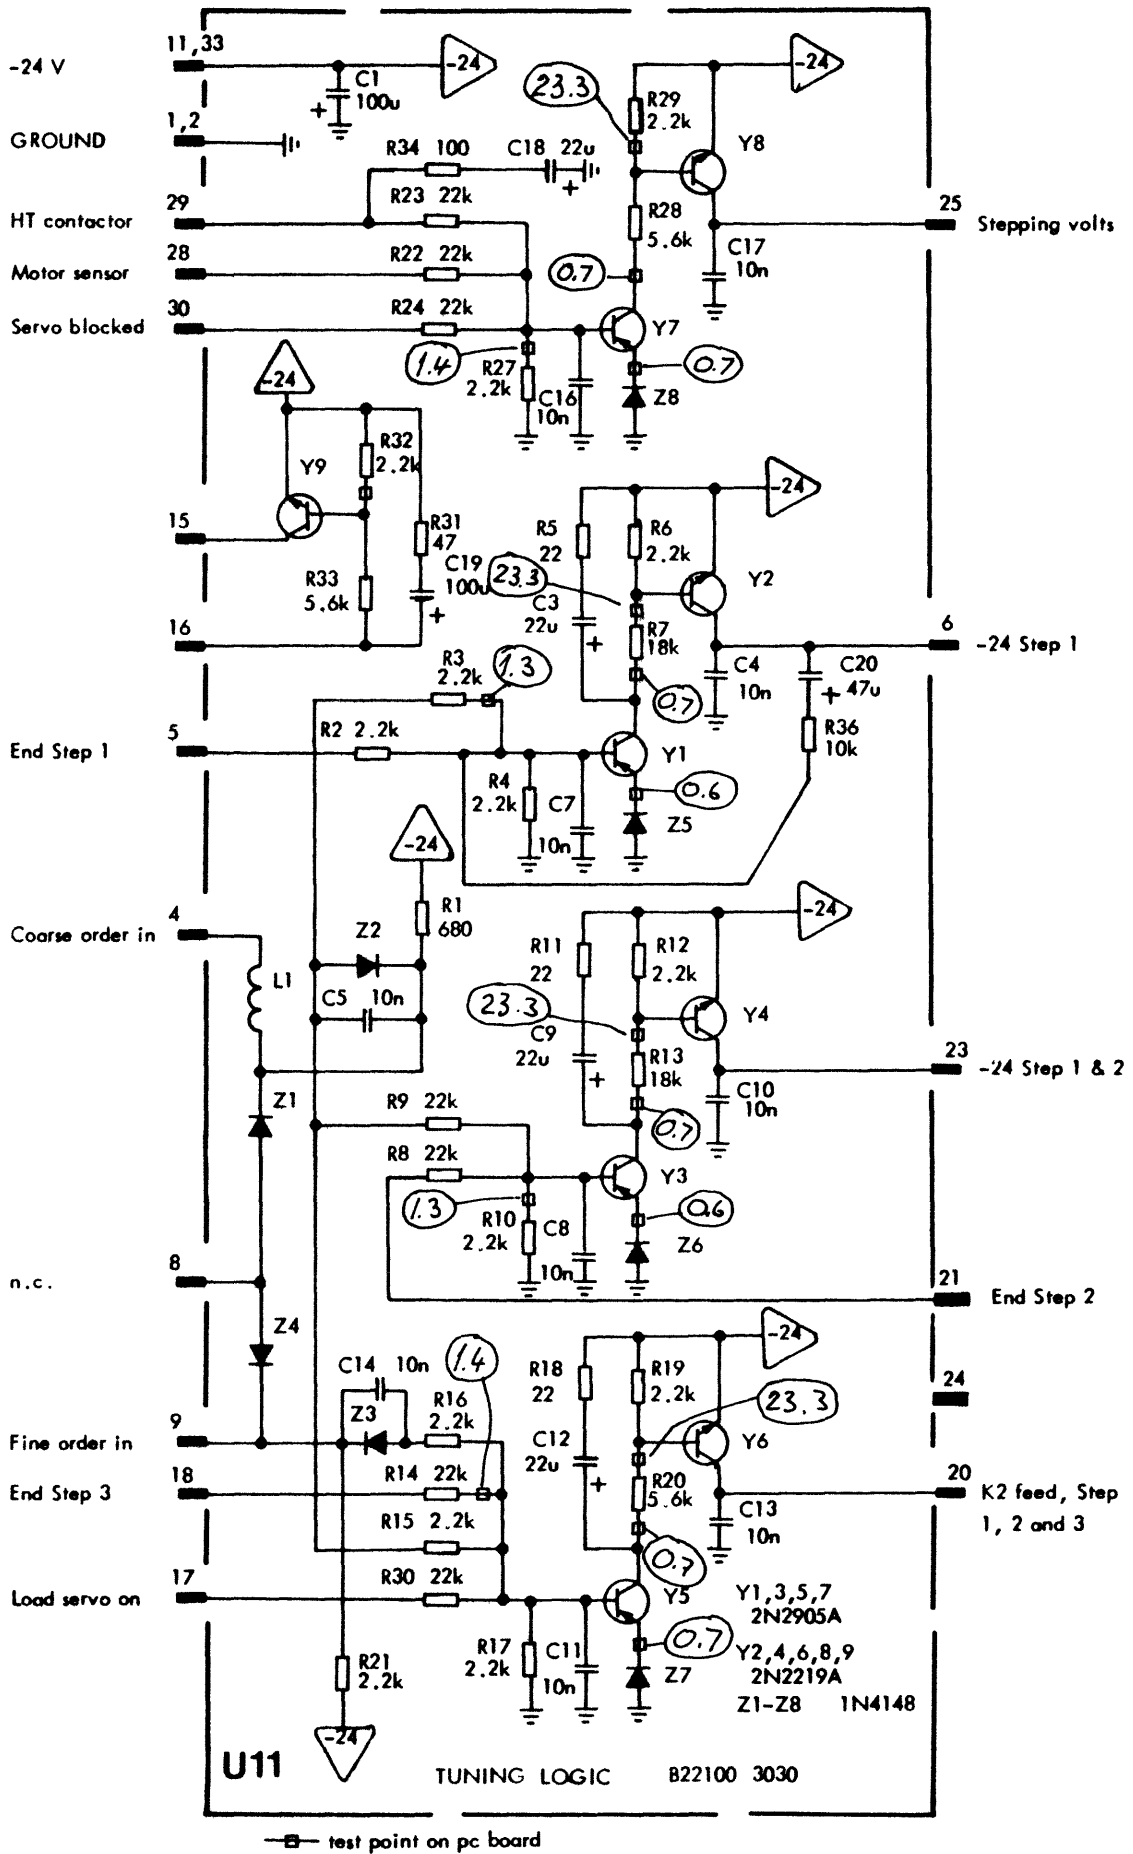 11,33
-24 V
-24
C1
100u
+
1,2
GROUND
R34 100
C18 22u
+
29
HT contactor
R23 22k
28
Motor sensor
R22 22k
30
Servo blocked
R24 22k
23.3
R29
2.2k
-24
Y8
R28
5.6k
25
Stepping volts
C17
10n
0.7
Y7
1.4
R27
2.2k
C16
10n
0.7
Z8
-24
R32
2.2k
Y9
15
R31
47
C19
100u
+
R33
5.6k
16
-24
R5
22
R6
2.2k
23.3
Y2
C3
22u
+
R7
18k
6
-24 Step 1
C4
10n
C20
47u
+
R36
10k
R3
2.2k
1.3
0.7
5
End Step 1
R2 2.2k
Y1
R4
2.2k
C7
10n
0.6
Z5
-24
R1
680
4
Coarse order in
Z2
L1
C5 10n
-24
R11
22
R12
2.2k
23.3
Y4
C9
22u
+
R13
18k
23
-24 Step 1 & 2
C10
10n
Z1
R9 22k
0.7
R8 22k
Y3
1.3
R10
2.2k
C8
10n
0.6
Z6
8
n.c.
21
End Step 2
Z4
-24
C14 10n
1.4
R18
22
R19
2.2k
24
23.3
Z3
R16
2.2k
9
Fine order in
C12
22u
+
Y6
18
End Step 3
R14 22k
R20
5.6k
20
K2 feed, Step
1, 2 and 3
C13
10n
R15 2.2k
0.7
17
Load servo on
R30 22k
Y5
Y1,3,5,7
2N2905A
R17
2.2k
C11
10n
0.7
Z7
Y2,4,6,8,9
2N2219A
Z1-Z8 1N4148
R21
2.2k
-24
U11
TUNING LOGIC B22100 3030
test point on pc board